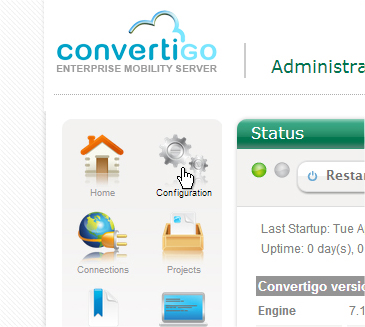 convertigo
ENTERPRISE MOBILITY SERVER
Administra
Status
Home
Configuration
Restar
Last Startup: Tue A
Uptime: 0 day(s), 0
Connections
Projects
Convertigo versio
Engine 7.1